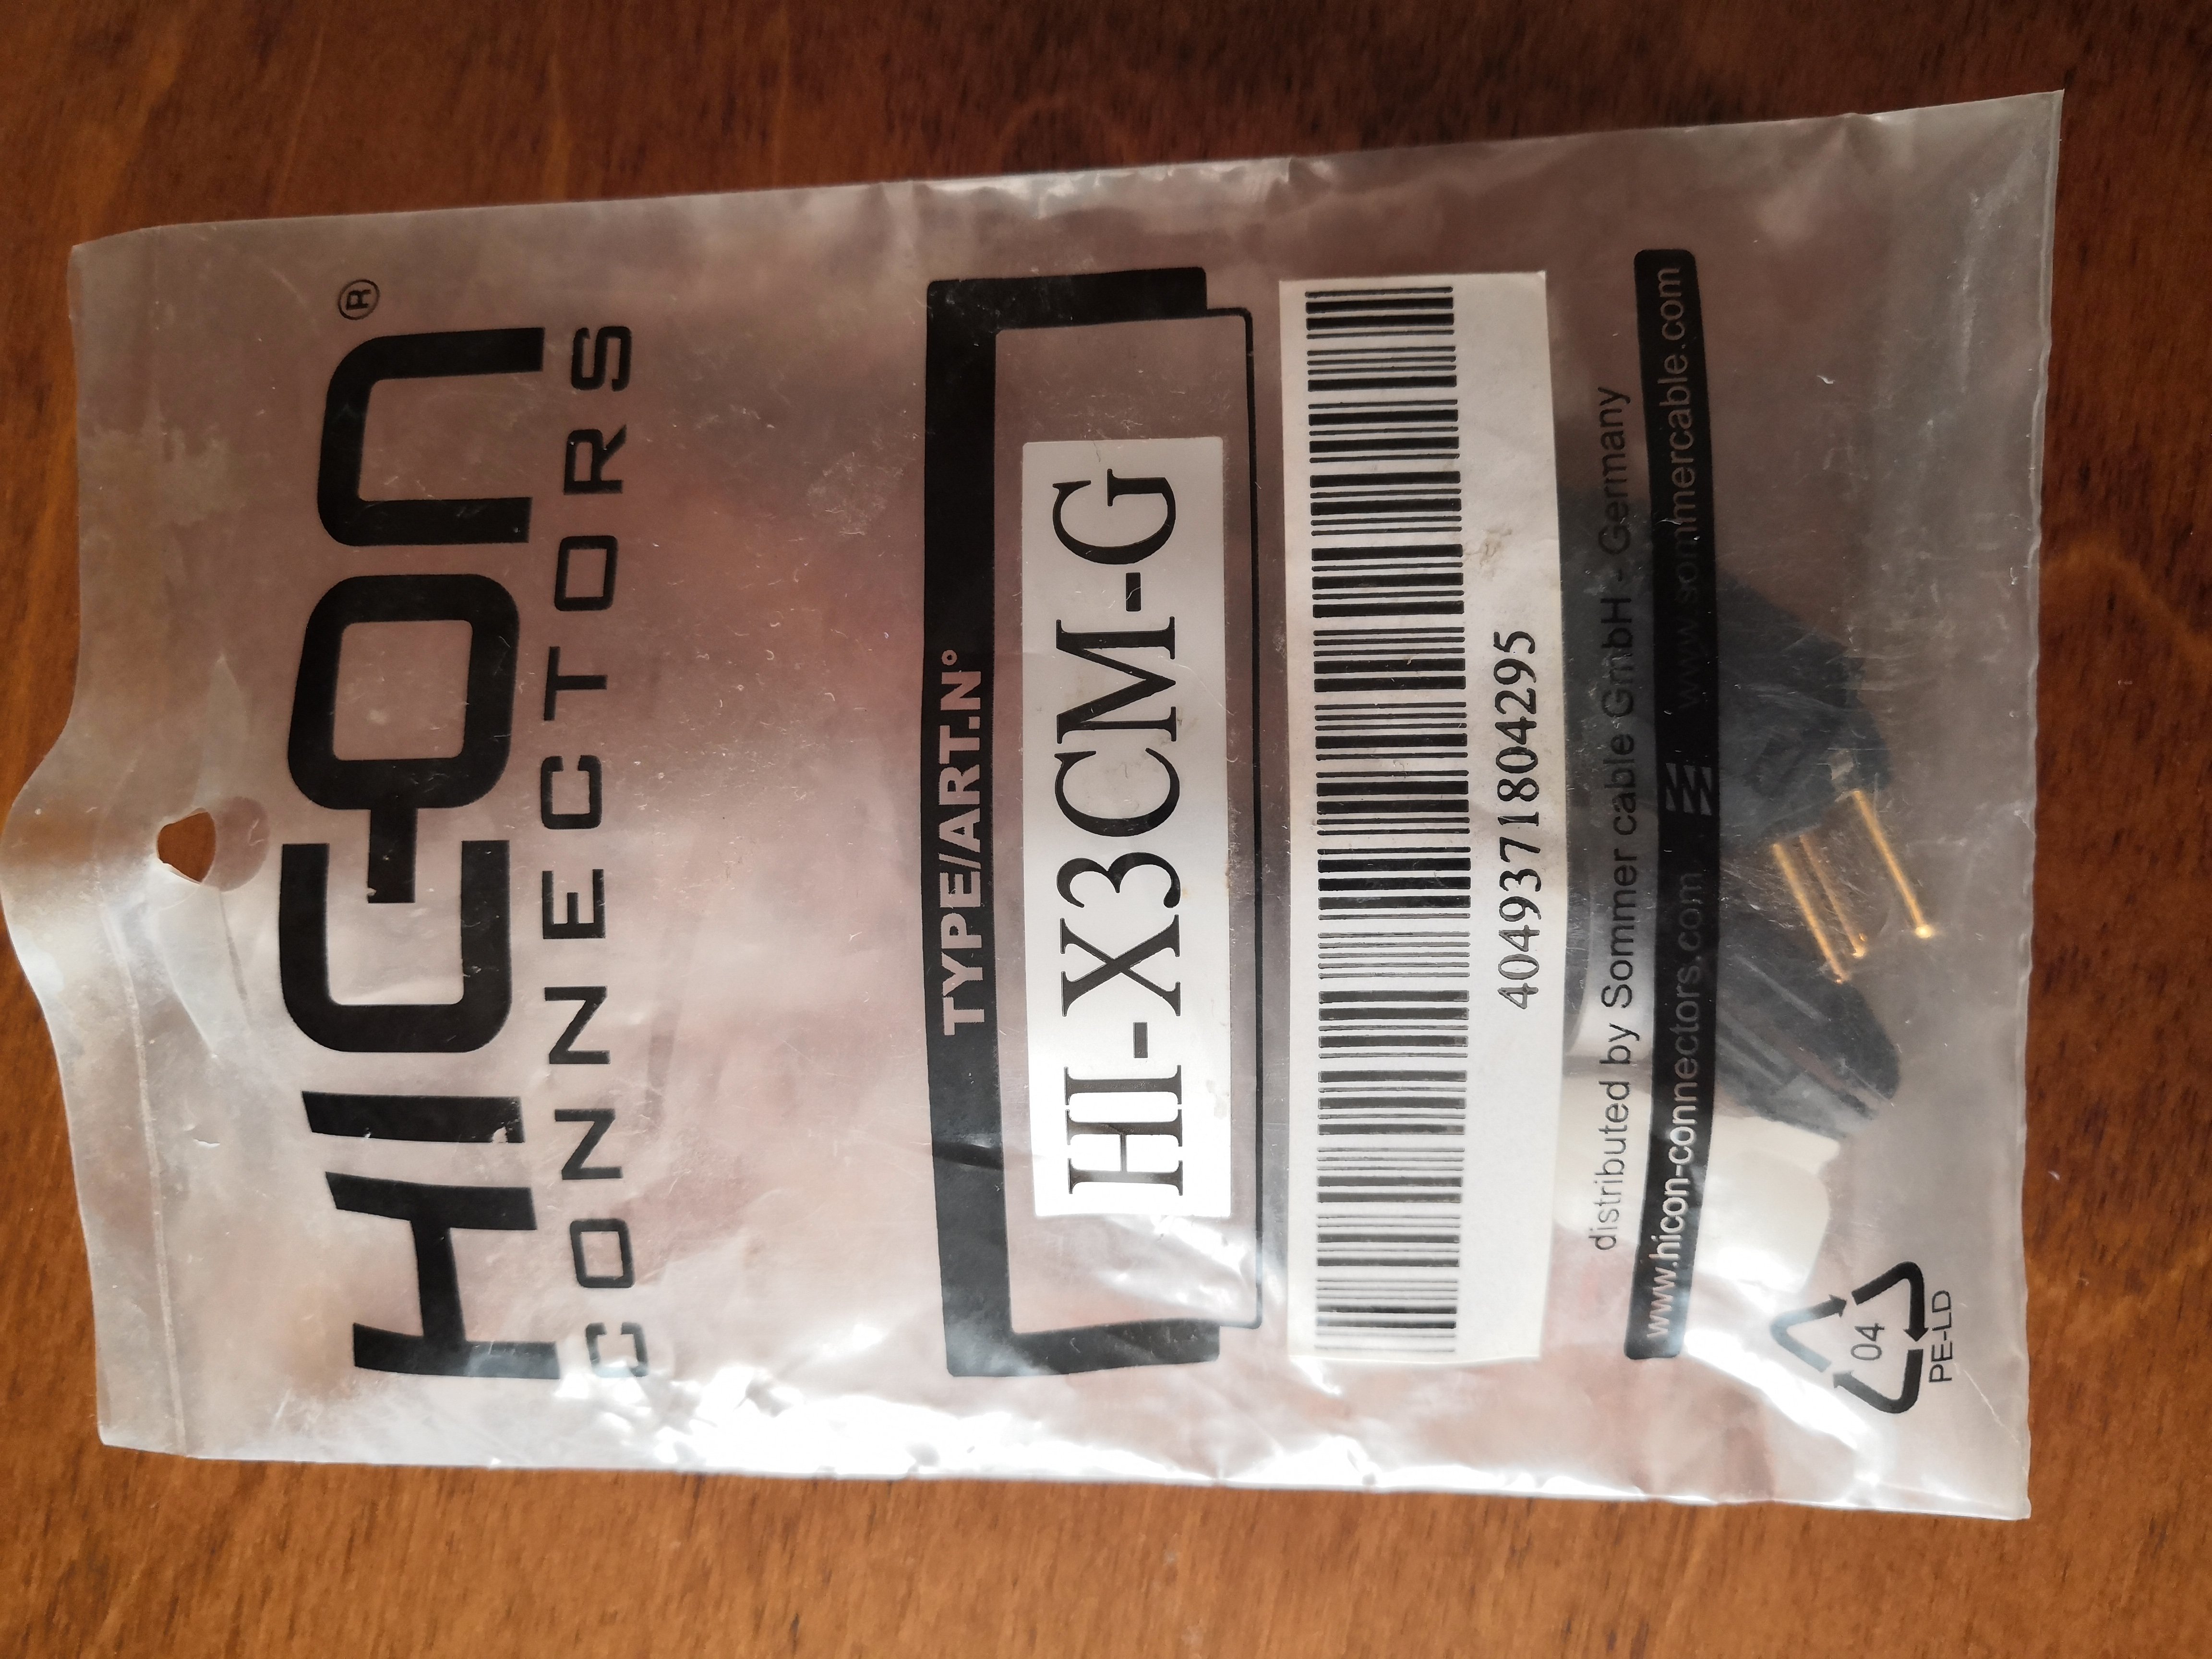 HICON®
CONNECTORS
TYPE/ART.N°
HI-X3CM-G
4049371804295
distributed by Sommer cable GmbH - Germany
www.hicon-connectors.com www.sommercable.com
04
PE-LD